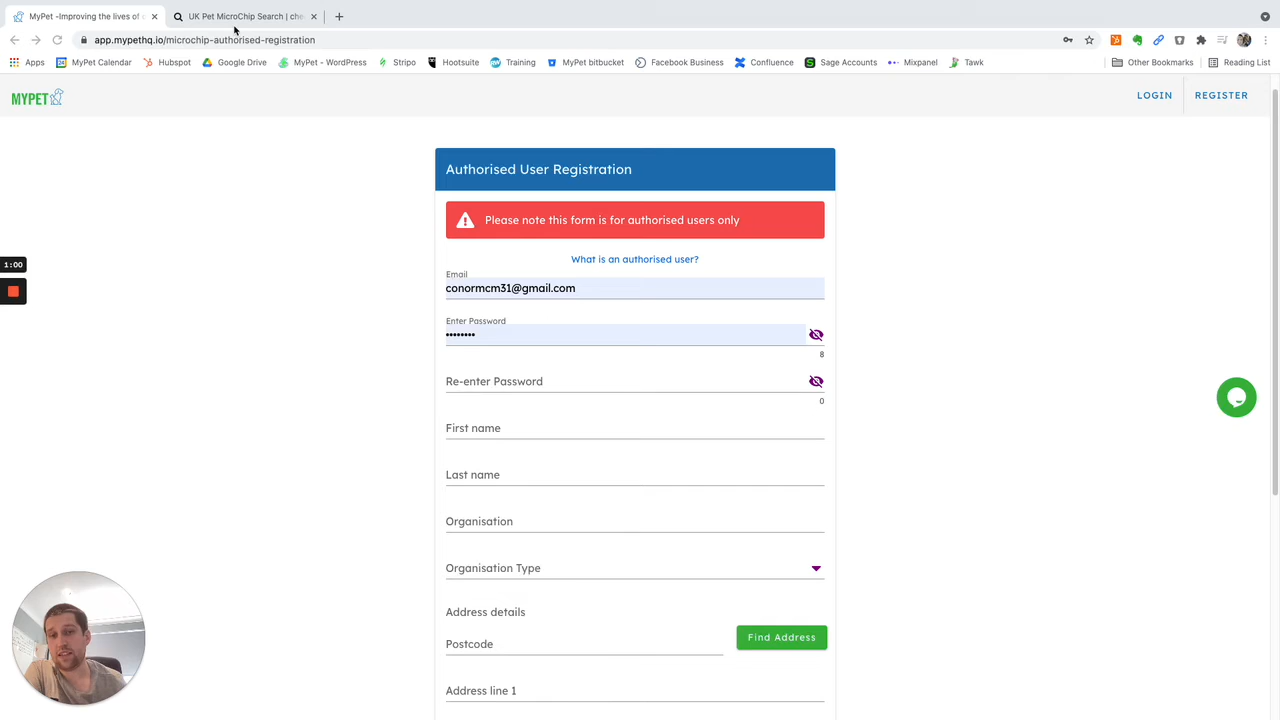 MyPet -Improving the lives of
UK Pet MicroChip Search | che
app.mypethq.io/microchip-authorised-registration
Apps
MyPet Calendar
Hubspot
Google Drive
MyPet - WordPress
Stripo
Hootsuite
Training
MyPet bitbucket
Facebook Business
Confluence
Sage Accounts
Mixpanel
Tawk
Other Bookmarks
Reading List
MYPET
LOGIN
REGISTER
Authorised User Registration
Please note this form is for authorised users only
What is an authorised user?
Email
conormcm31@gmail.com
1:00
Enter Password
••••••••
8
Re-enter Password
0
First name
Last name
Organisation
Organisation Type
Address details
Postcode
Find Address
Address line 1